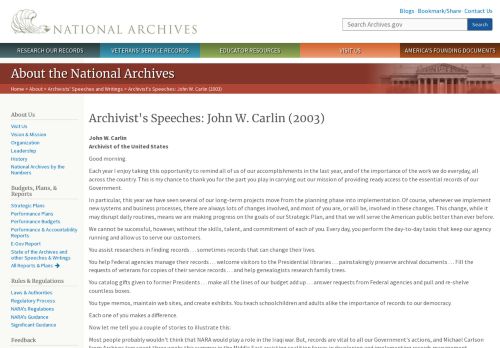 Blogs · Bookmark/Share · Contact Us
NATIONAL ARCHIVES
Search Archives.gov
Search
RESEARCH OUR RECORDS
VETERANS' SERVICE RECORDS
EDUCATOR RESOURCES
VISIT US
AMERICA'S FOUNDING DOCUMENTS
About the National Archives
Home > About > Archivists' Speeches and Writings > Archivist's Speeches: John W. Carlin (2003)
About Us
Visit Us
Vision & Mission
Organization
Leadership
History
National Archives by the
Numbers
Budgets, Plans, &
Reports
Strategic Plans
Performance Plans
Performance Budgets
Performance & Accountability
Reports
E-Gov Report
State of the Archives and
other Speeches & Writings
All Reports & Plans
Rules & Regulations
Laws & Authorities
Regulatory Process
NARA's Regulations
NARA's Guidance
Significant Guidance
Feedback
Archivist's Speeches: John W. Carlin (2003)
John W. Carlin
Archivist of the United States
Good morning.
Each year I enjoy taking this opportunity to remind all of us of our accomplishments in the last year, and of the importance of the work we do everyday, all
across the country. This is my chance to thank you for the part you play in carrying out our mission of providing ready access to the essential records of our
Government.
In particular, this year we have seen several of our long-term projects move from the planning phase into implementation. Of course, whenever we implement
new systems and business processes, there are always lots of changes involved, and most of you are, or will be, involved in these changes. This change, while it
may disrupt daily routines, means we are making progress on the goals of our Strategic Plan, and that we will serve the American public better than ever before.
We cannot be successful, however, without the skills, talent, and commitment of each of you. Every day, you perform the day-to-day tasks that keep our agency
running and allow us to serve our customers.
You assist researchers in finding records . . . sometimes records that can change their lives.
You help Federal agencies manage their records . . . welcome visitors to the Presidential libraries . . . painstakingly preserve archival documents . . . Fill the
requests of veterans for copies of their service records . . . and help genealogists research family trees.
You catalog gifts given to former Presidents . . . make all the lines of our budget add up . . . answer requests from Federal agencies and pull and re-shelve
countless boxes.
You type memos, maintain web sites, and create exhibits. You teach schoolchildren and adults alike the importance of records to our democracy.
Each one of you makes a difference.
Now let me tell you a couple of stories to illustrate this.
Most people probably wouldn't think that NARA would play a role in the Iraqi war. But, records are vital to all our Government's actions, and Michael Carlson